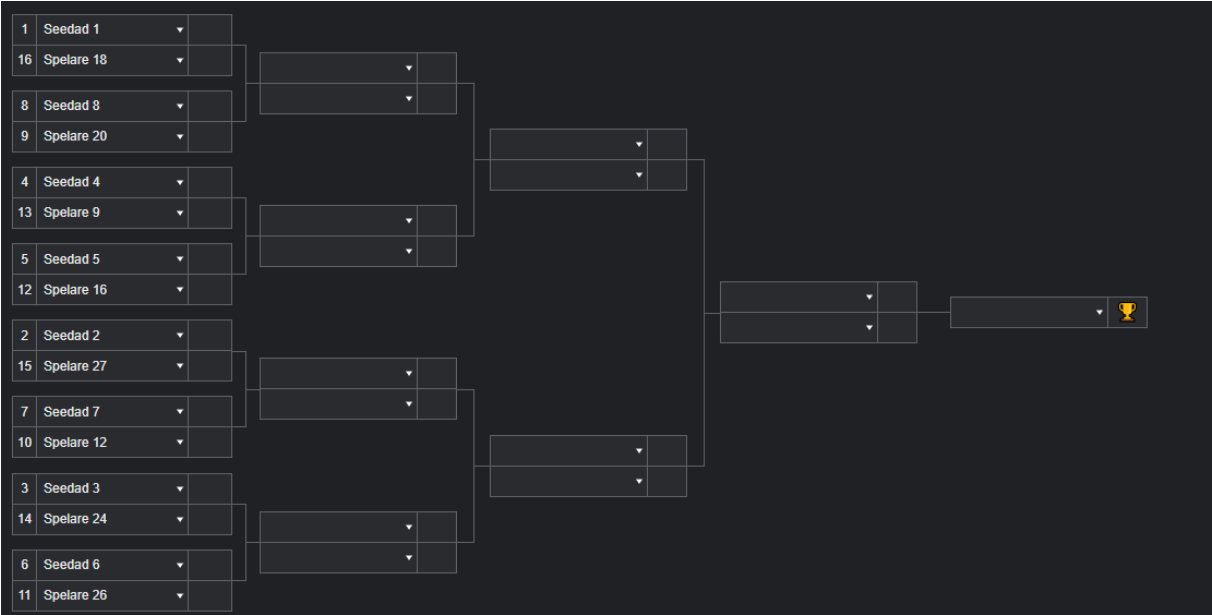 1 Seedad 1
16 Spelare 18
8 Seedad 8
9 Spelare 20
4 Seedad 4
13 Spelare 9
5 Seedad 5
12 Spelare 16
2 Seedad 2
15 Spelare 27
7 Seedad 7
10 Spelare 12
3 Seedad 3
14 Spelare 24
6 Seedad 6
11 Spelare 26